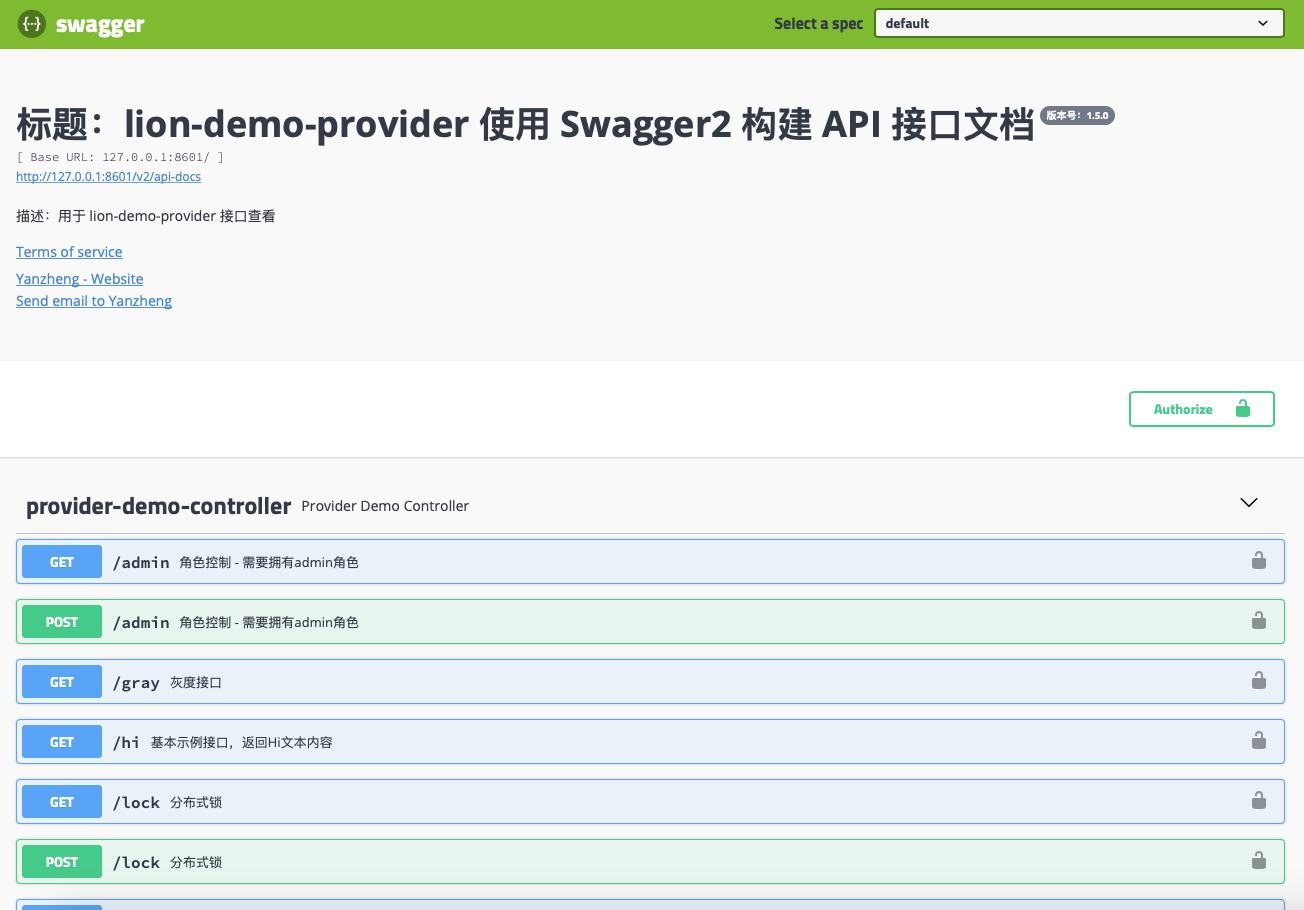 {···} swagger Select a spec default
标题：lion-demo-provider 使用 Swagger2 构建 API 接口文档 版本号：1.5.0
[ Base URL: 127.0.0.1:8601/ ]
http://127.0.0.1:8601/v2/api-docs
描述：用于 lion-demo-provider 接口查看
Terms of service
Yanzheng - Website
Send email to Yanzheng
Authorize
provider-demo-controller Provider Demo Controller
GET /admin 角色控制 - 需要拥有admin角色
POST /admin 角色控制 - 需要拥有admin角色
GET /gray 灰度接口
GET /hi 基本示例接口，返回Hi文本内容
GET /lock 分布式锁
POST /lock 分布式锁